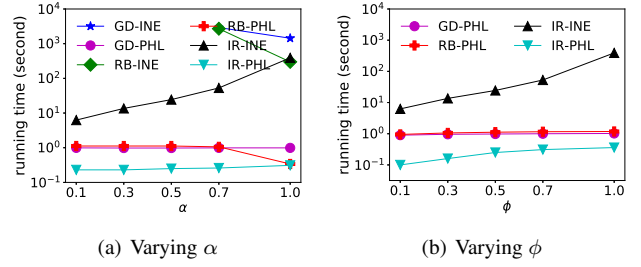 running time (second)
10^4
10^3
10^2
10^1
10^0
10^−1
GD-INE
GD-PHL
RB-INE
RB-PHL
IR-INE
IR-PHL
0.1 0.3 0.5 0.7 1.0
α
(a) Varying α
running time (second)
10^4
10^3
10^2
10^1
10^0
10^−1
GD-PHL
RB-PHL
IR-INE
IR-PHL
0.1 0.3 0.5 0.7 1.0
ϕ
(b) Varying ϕ